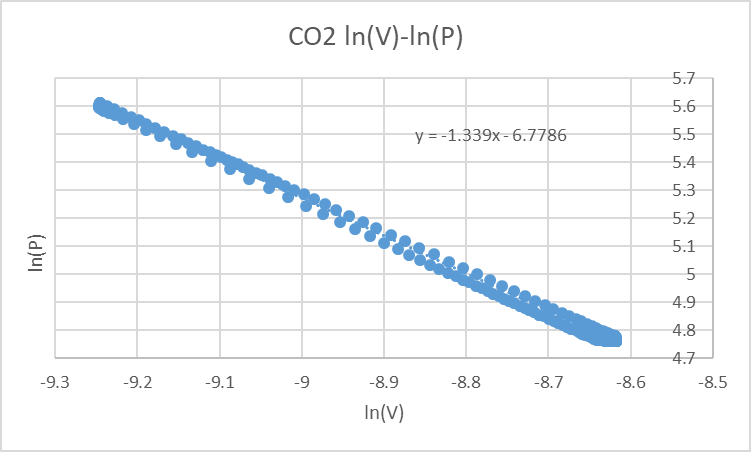 CO2 ln(V)-ln(P)
5.7
5.6
y = -1.339x - 6.7786
5.5
5.4
5.3
5.2
5.1
5
4.9
4.8
4.7
ln(P)
-9.3 -9.2 -9.1 -9 -8.9 -8.8 -8.7 -8.6 -8.5
ln(V)